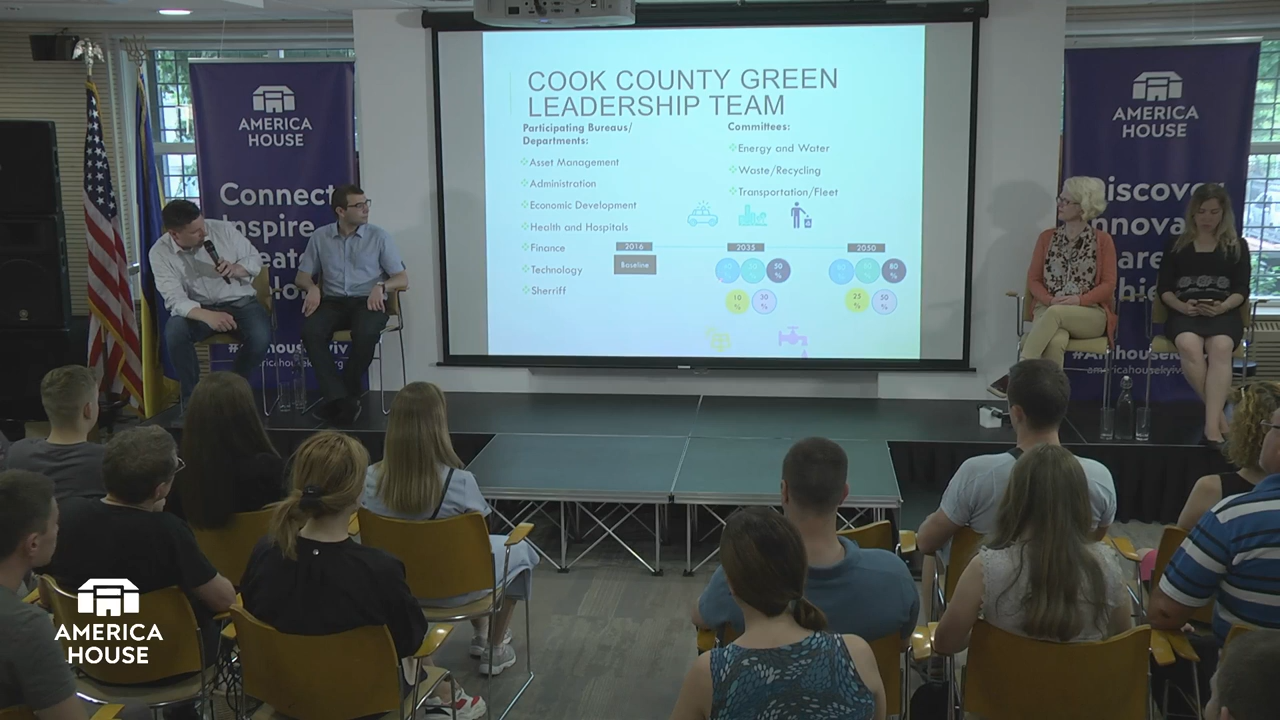 AMERICA
HOUSE
Connect
COOK COUNTY GREEN
LEADERSHIP TEAM
Participating Bureaus/
Departments:
Asset Management
Administration
Economic Development
Health and Hospitals
Finance
Technology
Sherriff
Committees:
Energy and Water
Waste/Recycling
Transportation/Fleet
2016
Baseline
2035
50
%
10
%
30
%
2050
80
%
25
%
50
%
AMERICA
HOUSE
AMERICA
HOUSE